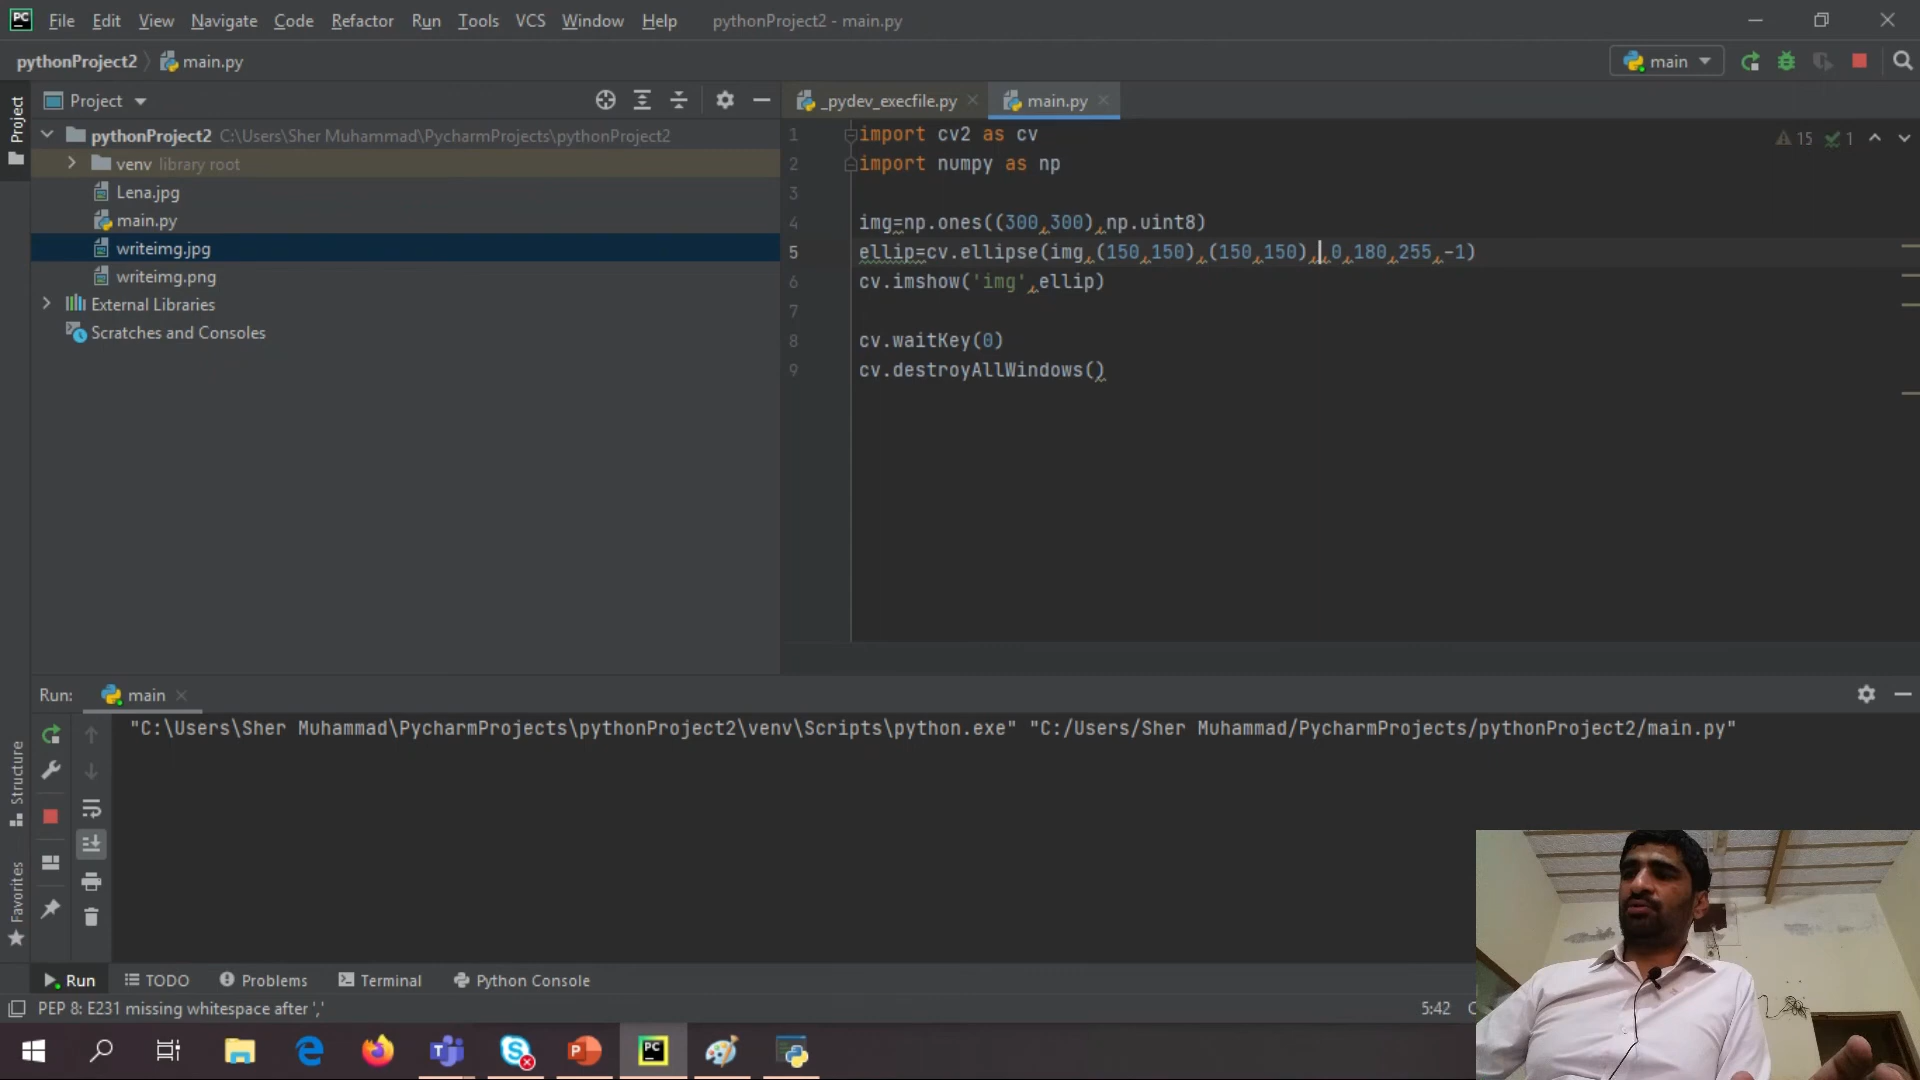 PC File Edit View Navigate Code Refactor Run Tools VCS Window Help pythonProject2 - main.py
pythonProject2 main.py main
Project Project _pydev_execfile.py main.py
pythonProject2 C:\Users\Sher Muhammad\PycharmProjects\pythonProject2
venv library root
Lena.jpg
main.py
writeimg.jpg
writeimg.png
External Libraries
Scratches and Consoles
1 import cv2 as cv
2 import numpy as np
3
4 img=np.ones((300,300),np.uint8)
5 ellip=cv.ellipse(img,(150,150),(150,150),,0,180,255,-1)
6 cv.imshow('img',ellip)
7
8 cv.waitKey(0)
9 cv.destroyAllWindows()
15 1
Run: main
"C:\Users\Sher Muhammad\PycharmProjects\pythonProject2\venv\Scripts\python.exe" "C:/Users/Sher Muhammad/PycharmProjects/pythonProject2/main.py"
Structure
Favorites
Run TODO Problems Terminal Python Console
PEP 8: E231 missing whitespace after ',' 5:42